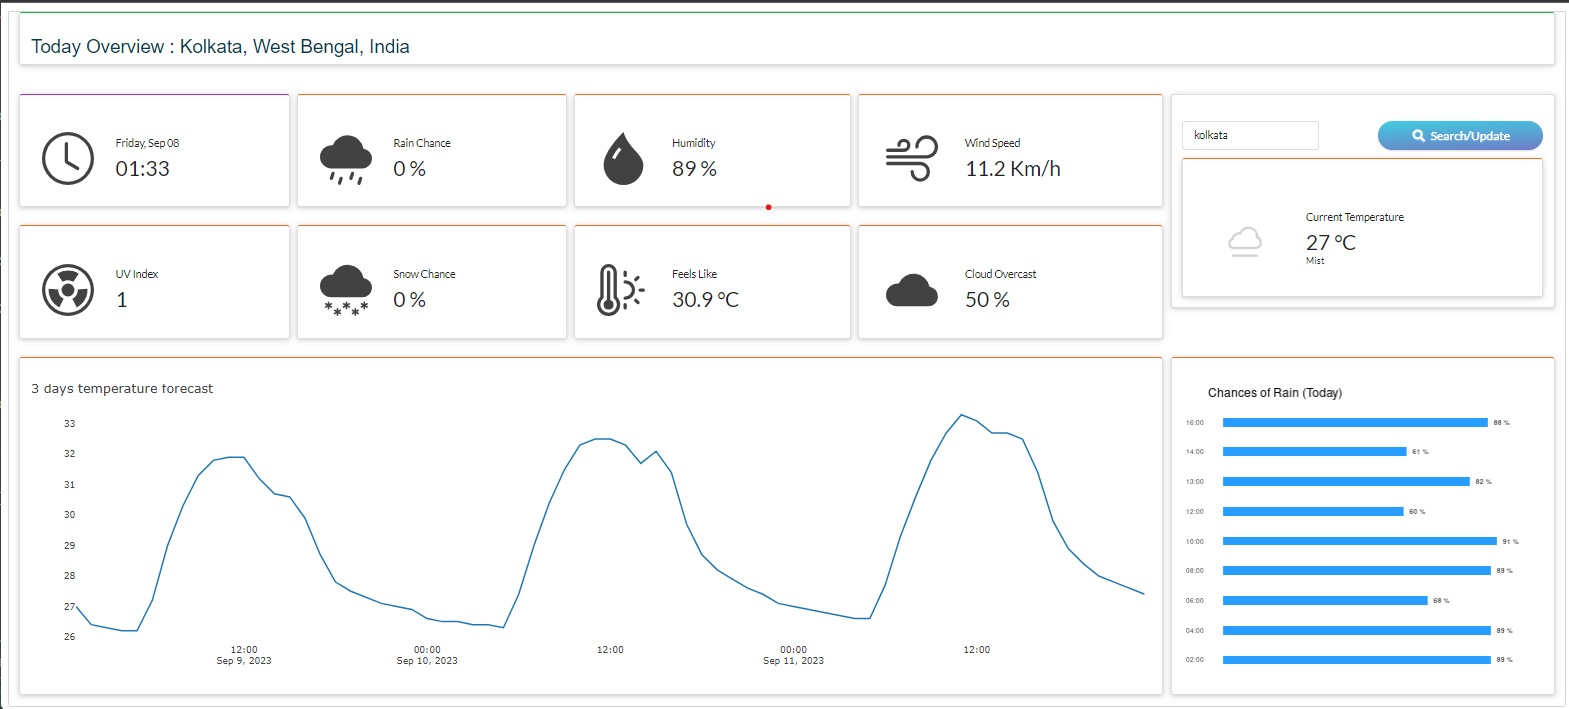 Today Overview : Kolkata, West Bengal, India
Friday, Sep 08
01:33
Rain Chance
0 %
Humidity
89 %
Wind Speed
11.2 Km/h
kolkata
Search/Update
Current Temperature
27 °C
Mist
UV Index
1
Snow Chance
0 %
Feels Like
30.9 °C
Cloud Overcast
50 %
3 days temperature forecast
33
32
31
30
29
28
27
26
12:00
Sep 9, 2023
00:00
Sep 10, 2023
12:00
00:00
Sep 11, 2023
12:00
Chances of Rain (Today)
16:00 88 %
14:00 61 %
13:00 82 %
12:00 60 %
10:00 91 %
08:00 89 %
06:00 68 %
04:00 89 %
02:00 89 %